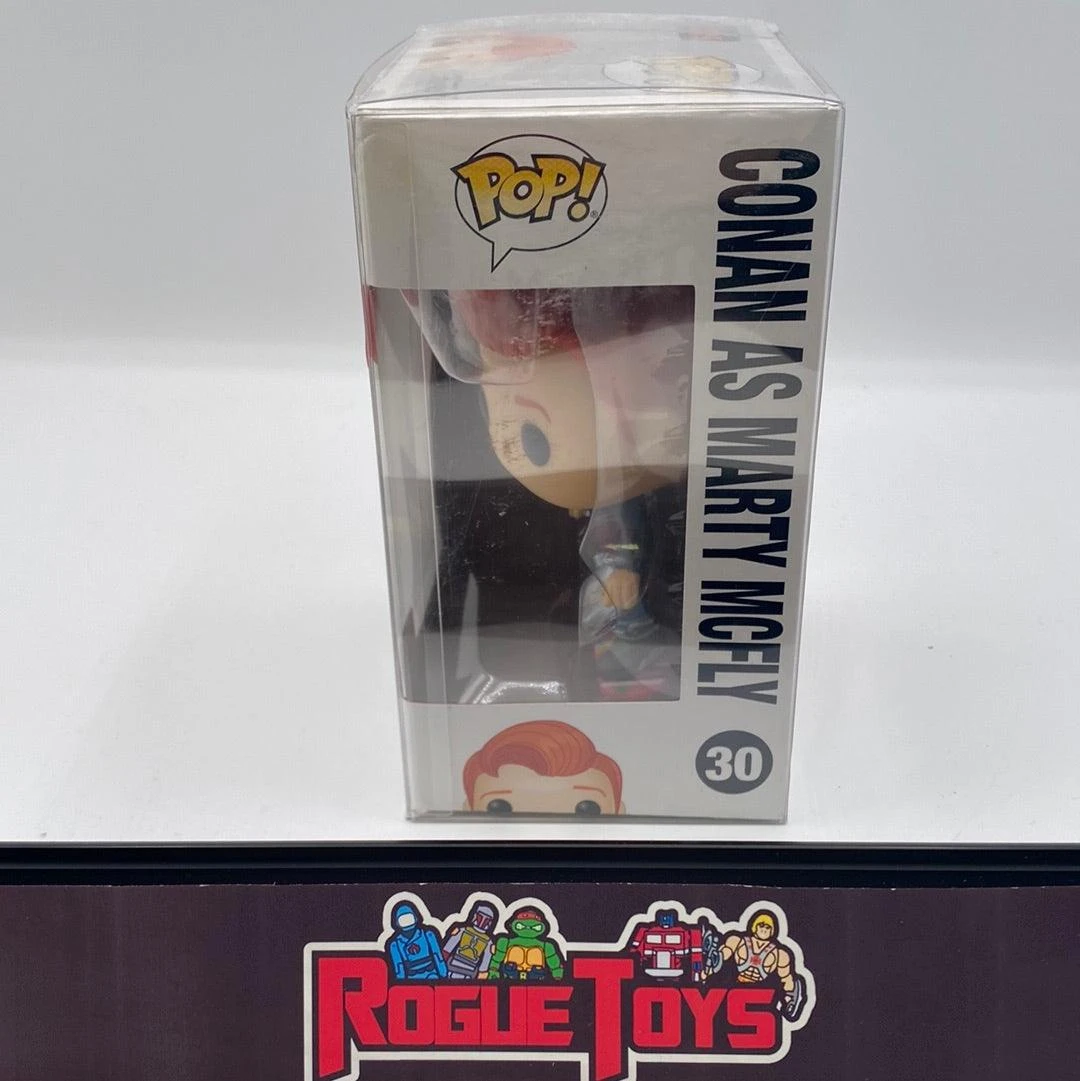 POP!
CONAN AS MARTY MCFLY
30
ROGUE TOYS